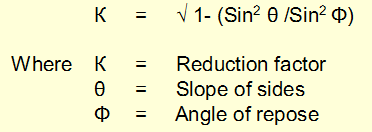 K = √ 1- (Sin² θ /Sin² Φ)
Where K = Reduction factor
θ = Slope of sides
Φ = Angle of repose